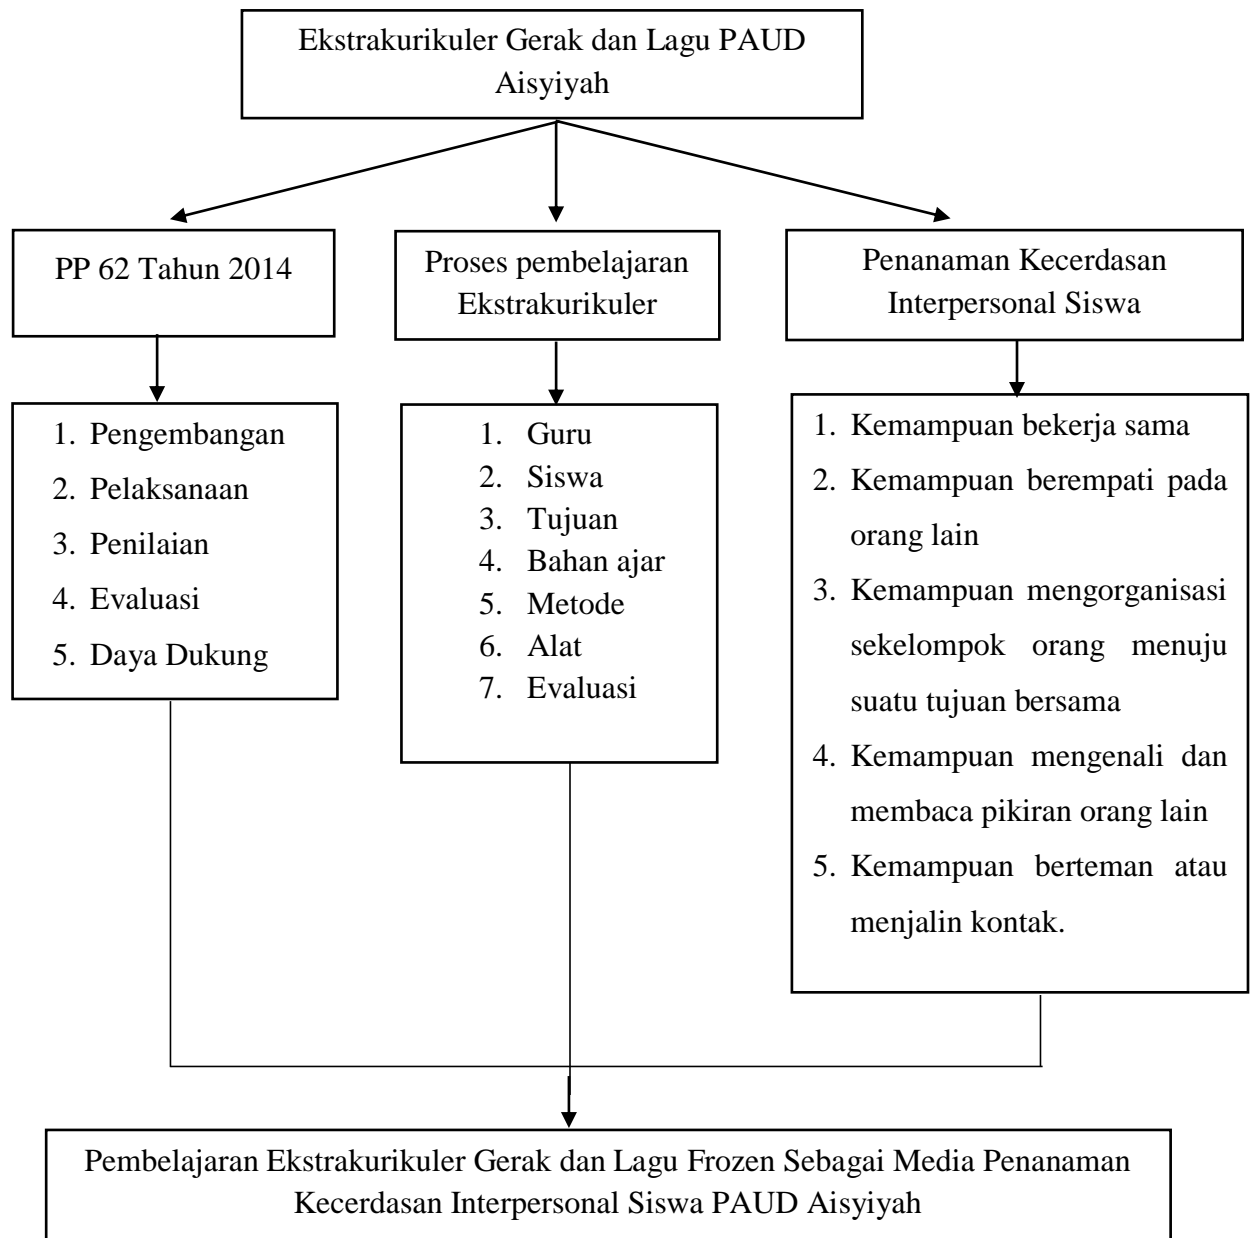 Ekstrakurikuler Gerak dan Lagu PAUD
Aisyiyah
PP 62 Tahun 2014
Proses pembelajaran
Ekstrakurikuler
Penanaman Kecerdasan
Interpersonal Siswa
1. Pengembangan
2. Pelaksanaan
3. Penilaian
4. Evaluasi
5. Daya Dukung
1. Guru
2. Siswa
3. Tujuan
4. Bahan ajar
5. Metode
6. Alat
7. Evaluasi
1. Kemampuan bekerja sama
2. Kemampuan berempati pada
orang lain
3. Kemampuan mengorganisasi
sekelompok orang menuju
suatu tujuan bersama
4. Kemampuan mengenali dan
membaca pikiran orang lain
5. Kemampuan berteman atau
menjalin kontak.
Pembelajaran Ekstrakurikuler Gerak dan Lagu Frozen Sebagai Media Penanaman
Kecerdasan Interpersonal Siswa PAUD Aisyiyah